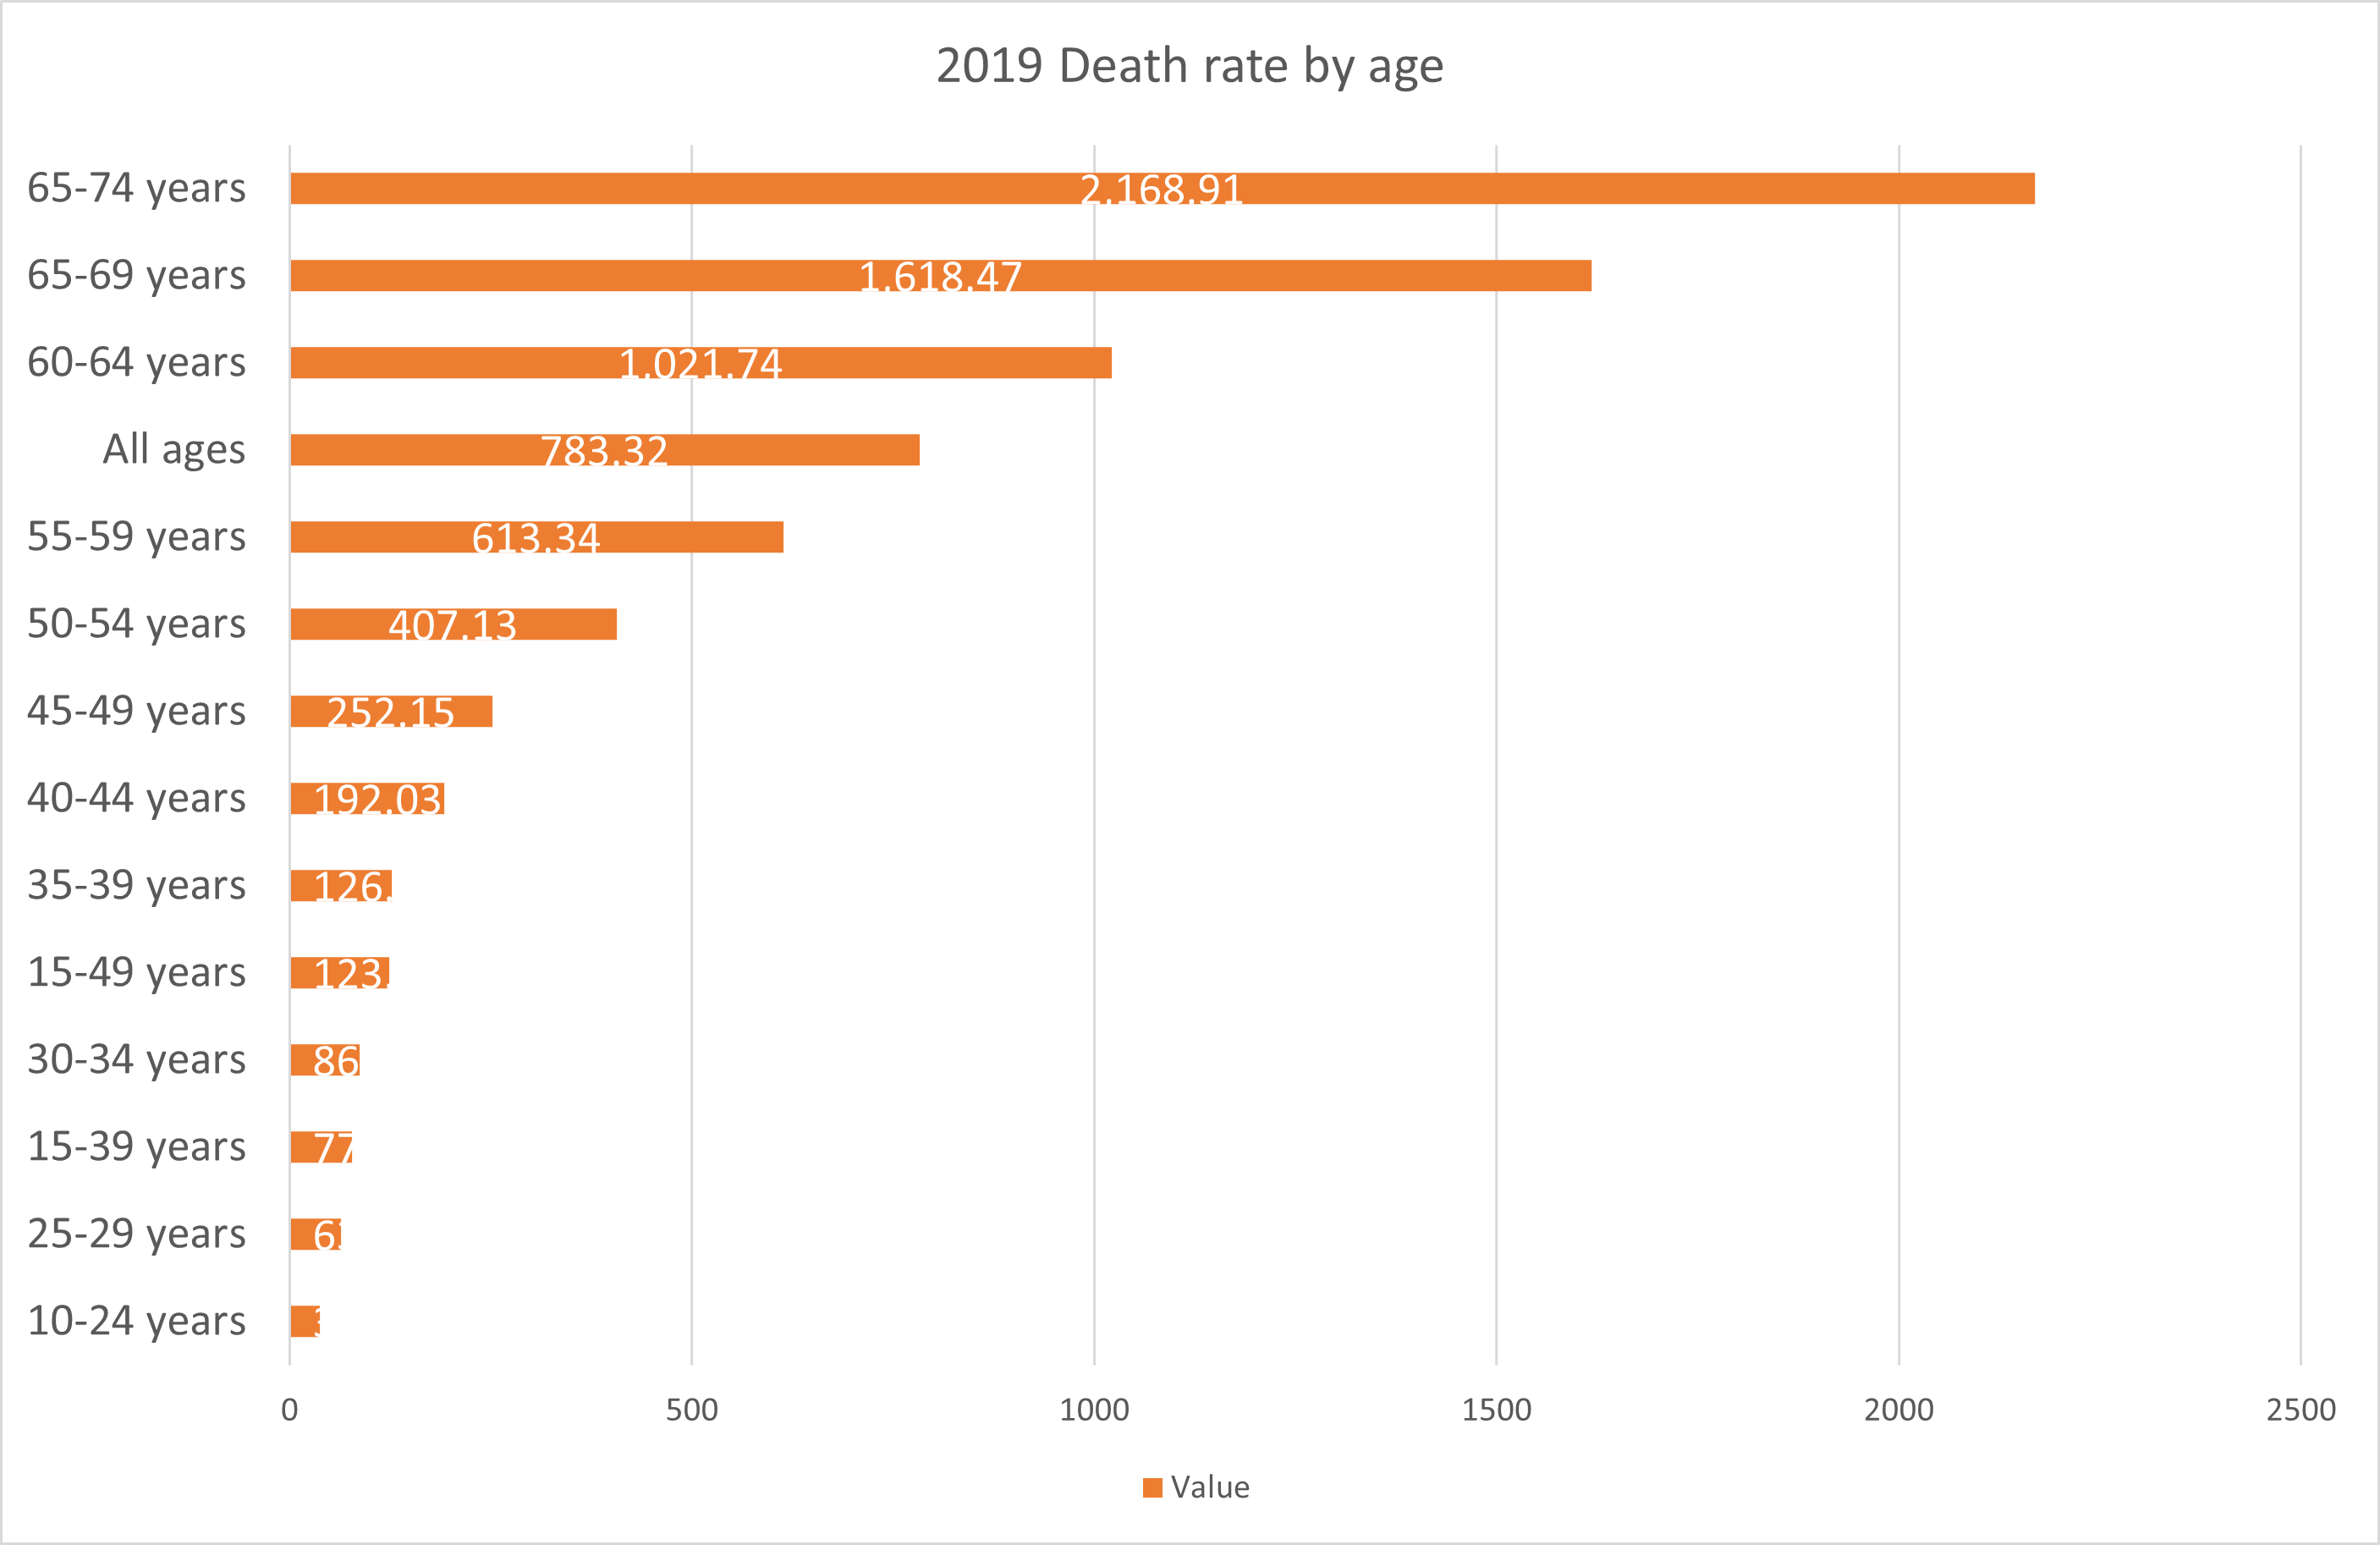 2019 Death rate by age
65-74 years 2.168.91
65-69 years 1.618.47
60-64 years 1.021.74
All ages 783.32
55-59 years 613.34
50-54 years 407.13
45-49 years 252.15
40-44 years 192.03
35-39 years 126.
15-49 years 123.
30-34 years 86
15-39 years 77
25-29 years
10-24 years
0 500 1000 1500 2000 2500
Value